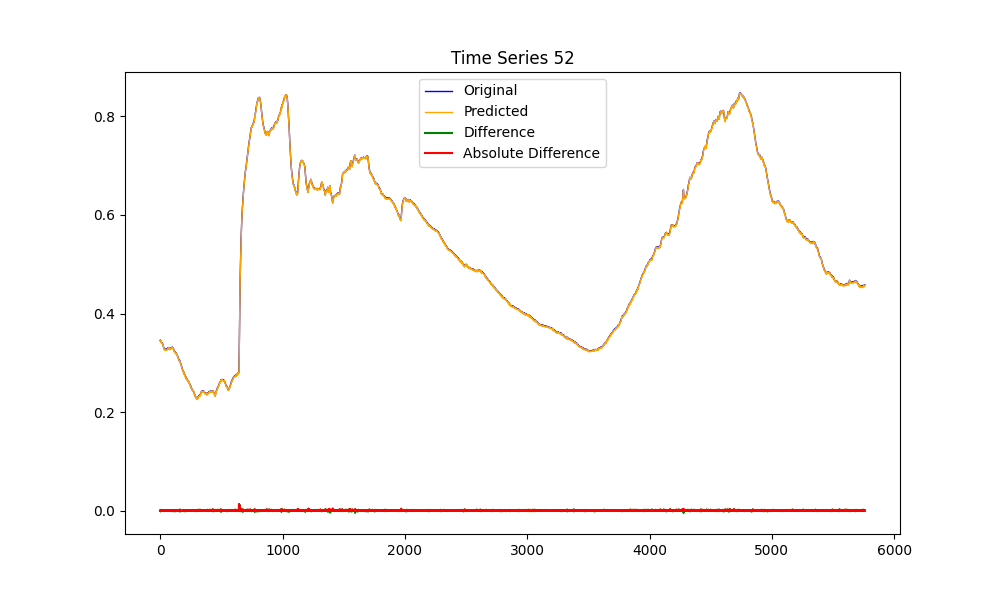 Time Series 52
Original
Predicted
Difference
Absolute Difference
0.8
0.6
0.4
0.2
0.0
0 1000 2000 3000 4000 5000 6000